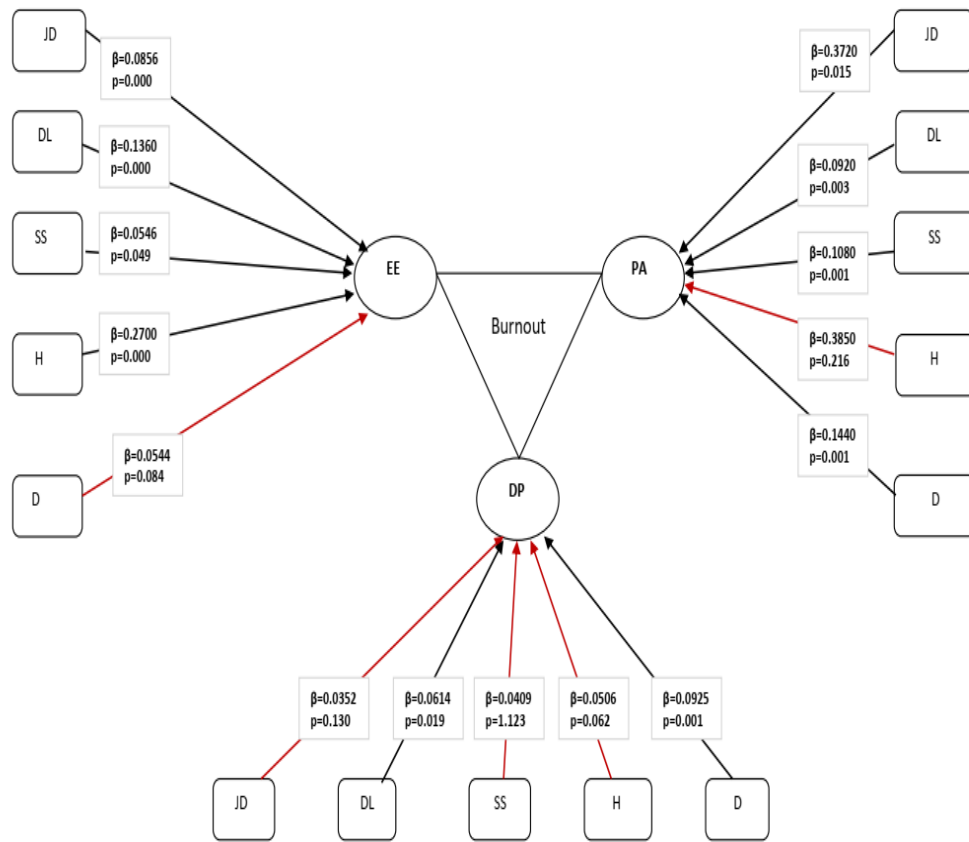 JD
β=0.0856
p=0.000
DL
β=0.1360
p=0.000
SS
β=0.0546
p=0.049
H
β=0.2700
p=0.000
D
β=0.0544
p=0.084
EE
PA
Burnout
DP
JD
β=0.3720
p=0.015
DL
β=0.0920
p=0.003
SS
β=0.1080
p=0.001
H
β=0.3850
p=0.216
D
β=0.1440
p=0.001
β=0.0352
p=0.130
β=0.0614
p=0.019
β=0.0409
p=1.123
β=0.0506
p=0.062
β=0.0925
p=0.001
JD
DL
SS
H
D